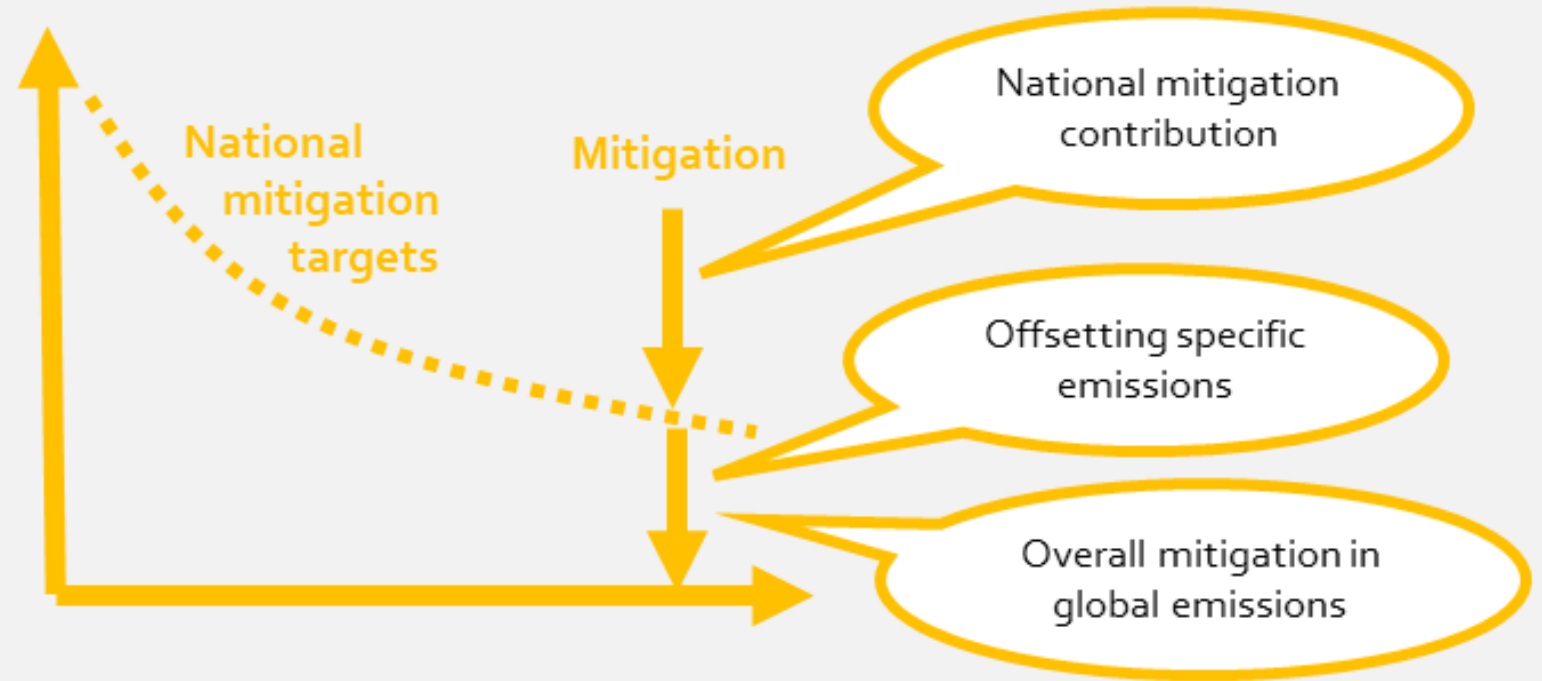 National
mitigation
targets
Mitigation
National mitigation
contribution
Offsetting specific
emissions
Overall mitigation in
global emissions